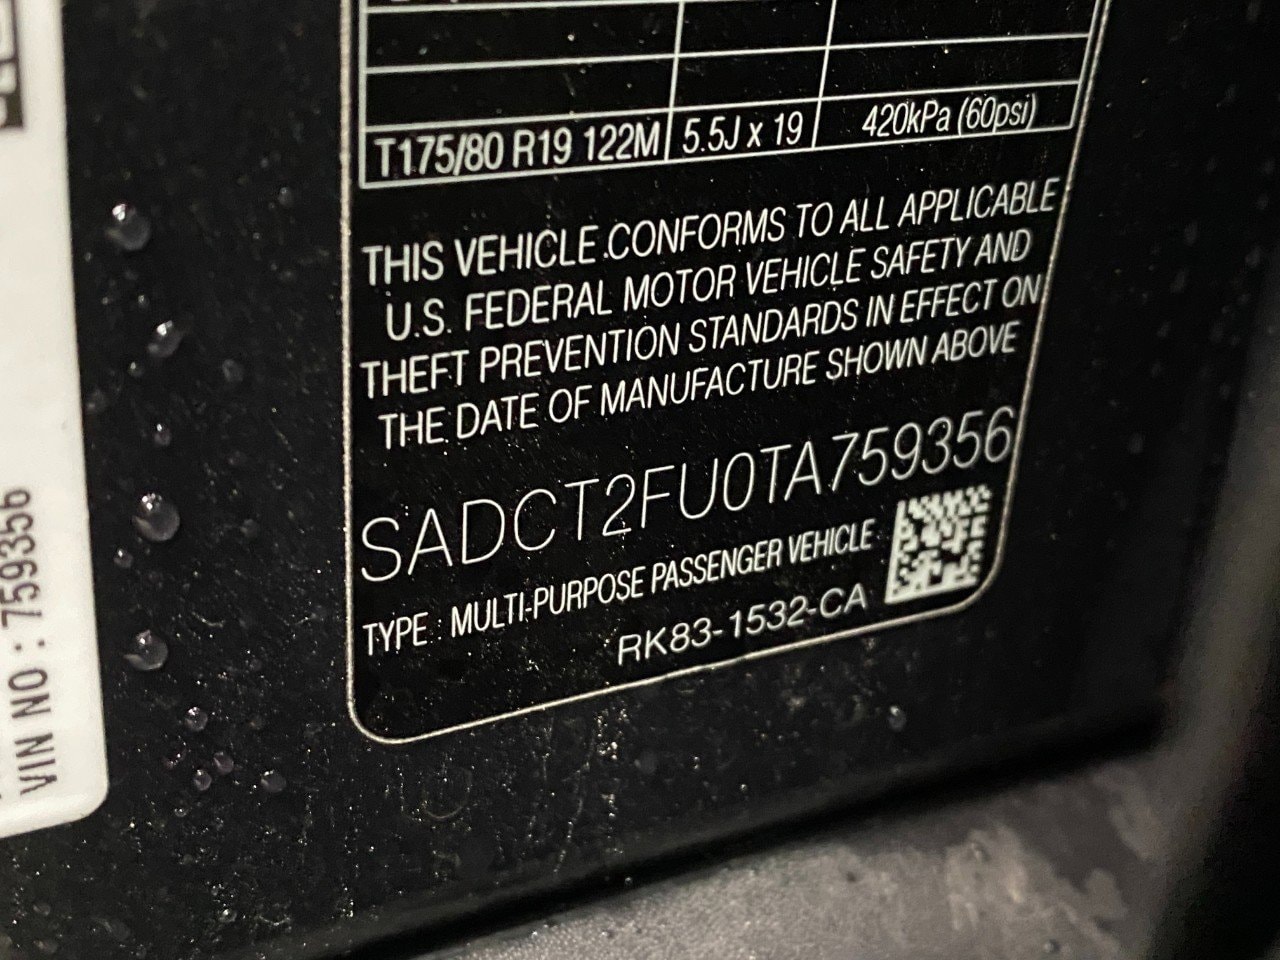 T175/80 R19 122M 5.5J x 19 420kPa (60psi)
THIS VEHICLE CONFORMS TO ALL APPLICABLE
U.S. FEDERAL MOTOR VEHICLE SAFETY AND
THEFT PREVENTION STANDARDS IN EFFECT ON
THE DATE OF MANUFACTURE SHOWN ABOVE
SADCT2FU0TA759356
TYPE : MULTI-PURPOSE PASSENGER VEHICLE
RK83-1532-CA
VIN NO : 759356